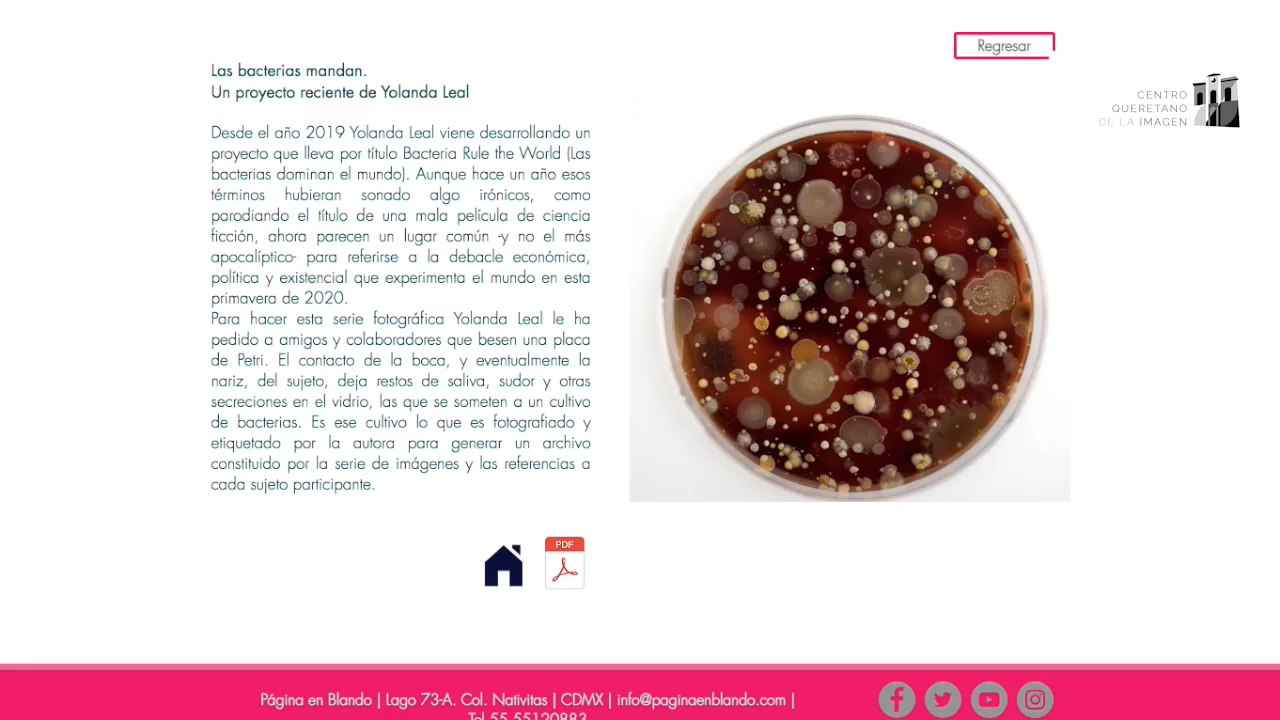 Regresar
CENTRO
QUERETANO
DE LA IMAGEN
Las bacterias mandan.
Un proyecto reciente de Yolanda Leal
Desde el año 2019 Yolanda Leal viene desarrollando un
proyecto que lleva por título Bacteria Rule the World (Las
bacterias dominan el mundo). Aunque hace un año esos
términos hubieran sonado algo irónicos, como
parodiando el título de una mala película de ciencia
ficción, ahora parecen un lugar común -y no el más
apocalíptico- para referirse a la debacle económica,
política y existencial que experimenta el mundo en esta
primavera de 2020.
Para hacer esta serie fotográfica Yolanda Leal le ha
pedido a amigos y colaboradores que besen una placa
de Petri. El contacto de la boca, y eventualmente la
nariz, del sujeto, deja restos de saliva, sudor y otras
secreciones en el vidrio, las que se someten a un cultivo
de bacterias. Es ese cultivo lo que es fotografiado y
etiquetado por la autora para generar un archivo
constituido por la serie de imágenes y las referencias a
cada sujeto participante.
PDF
Página en Blando | Lago 73-A. Col. Nativitas | CDMX | info@paginaenblando.com |
Tel 55 55120883